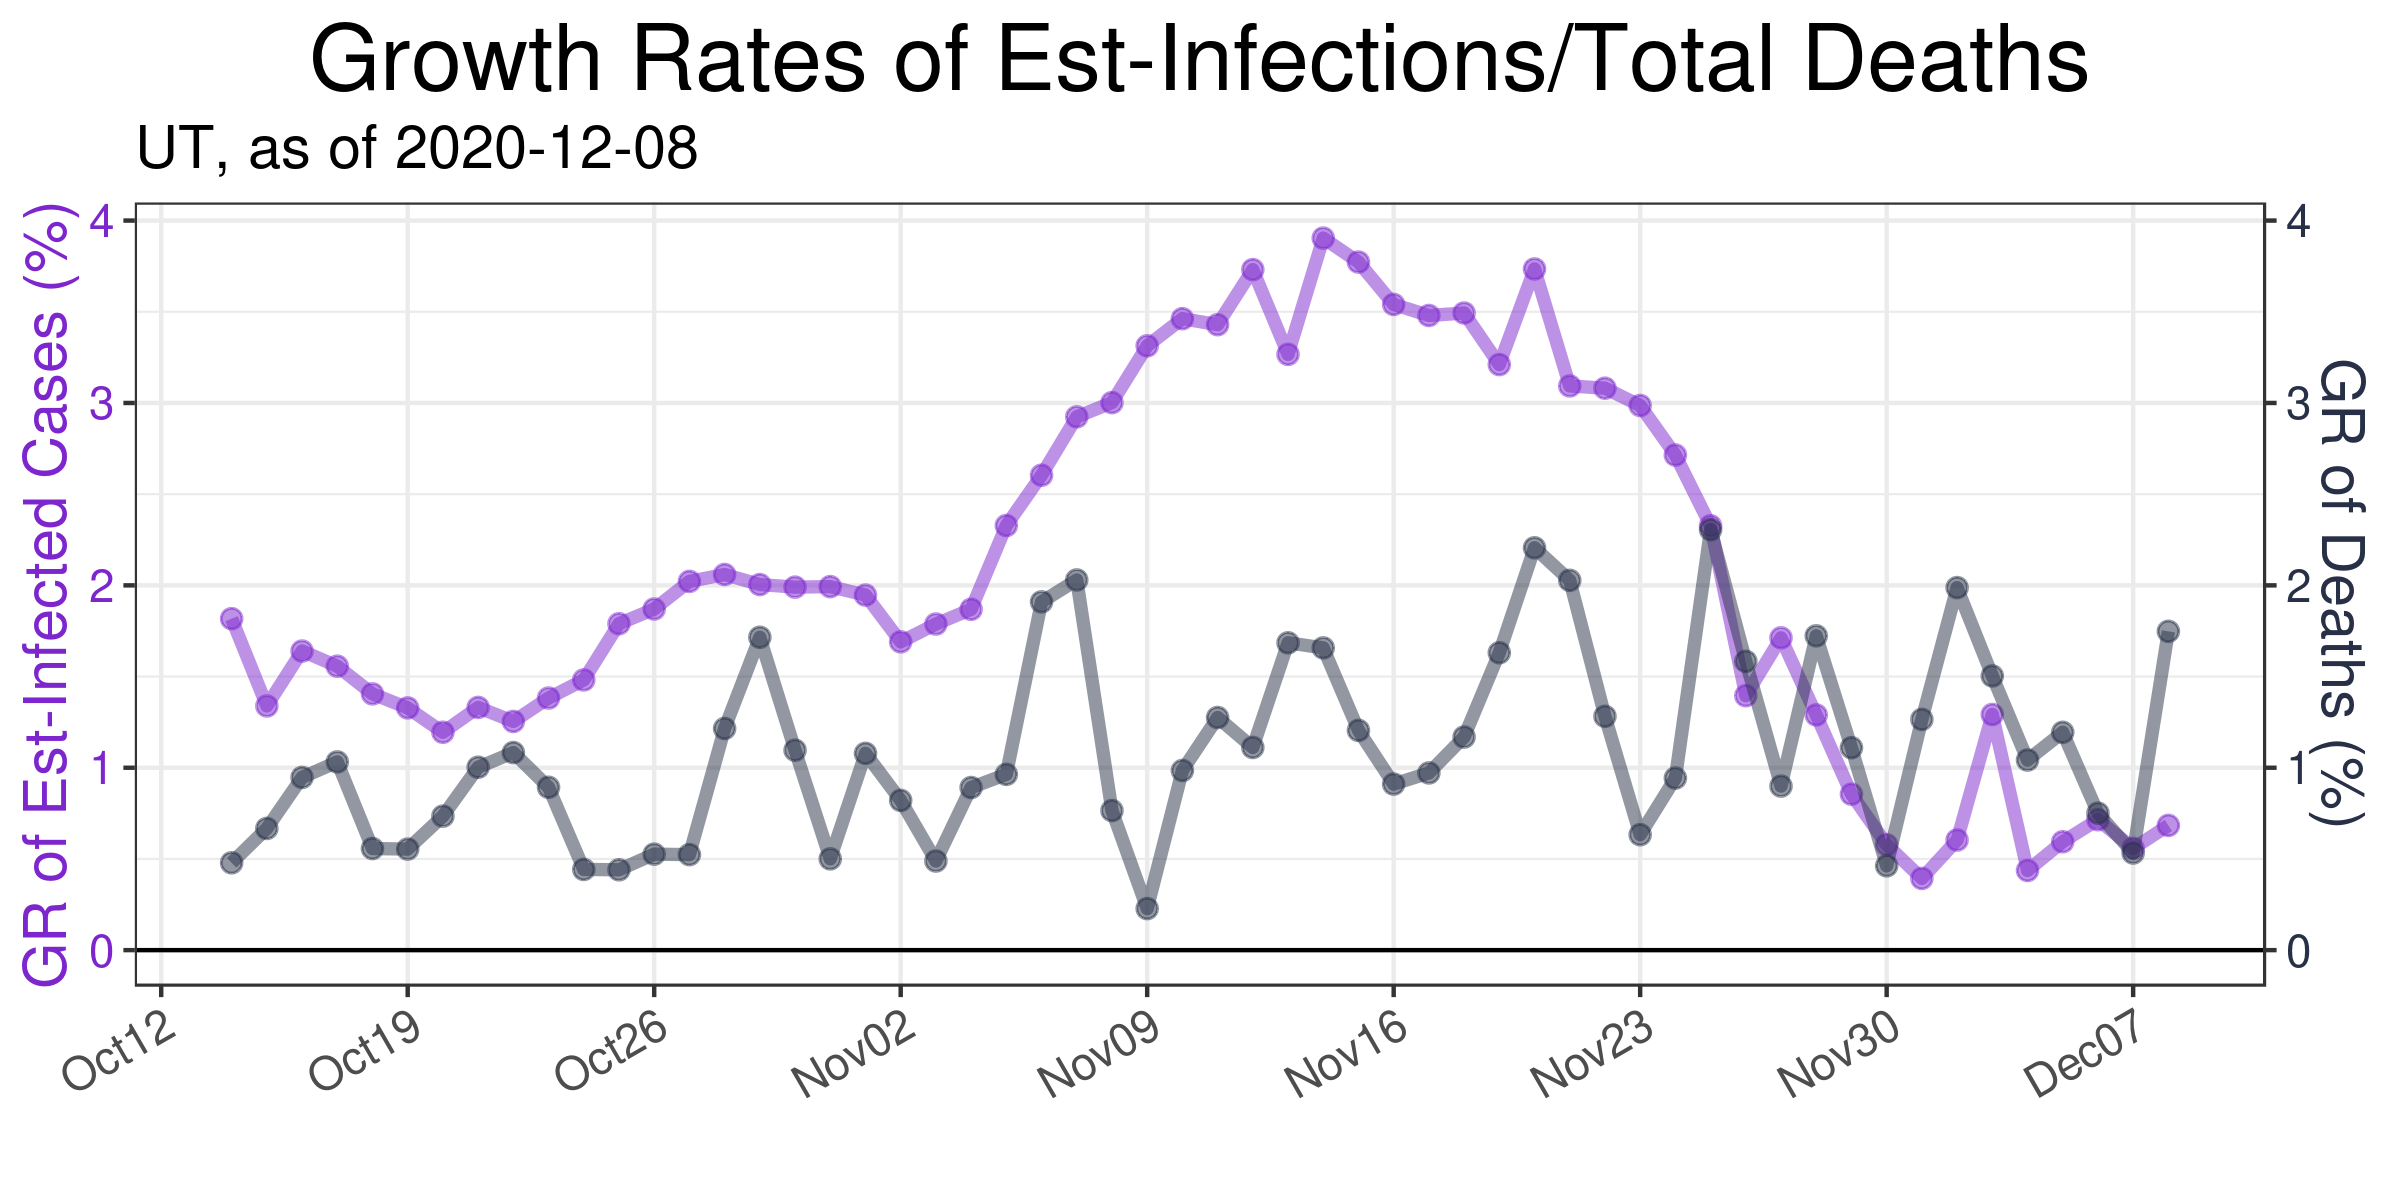 Growth Rates of Est-Infections/Total Deaths
UT, as of 2020-12-08
GR of Est-Infected Cases (%)
4
3
2
1
0
4
3
2
1
0
GR of Deaths (%)
Oct12
Oct19
Oct26
Nov02
Nov09
Nov16
Nov23
Nov30
Dec07